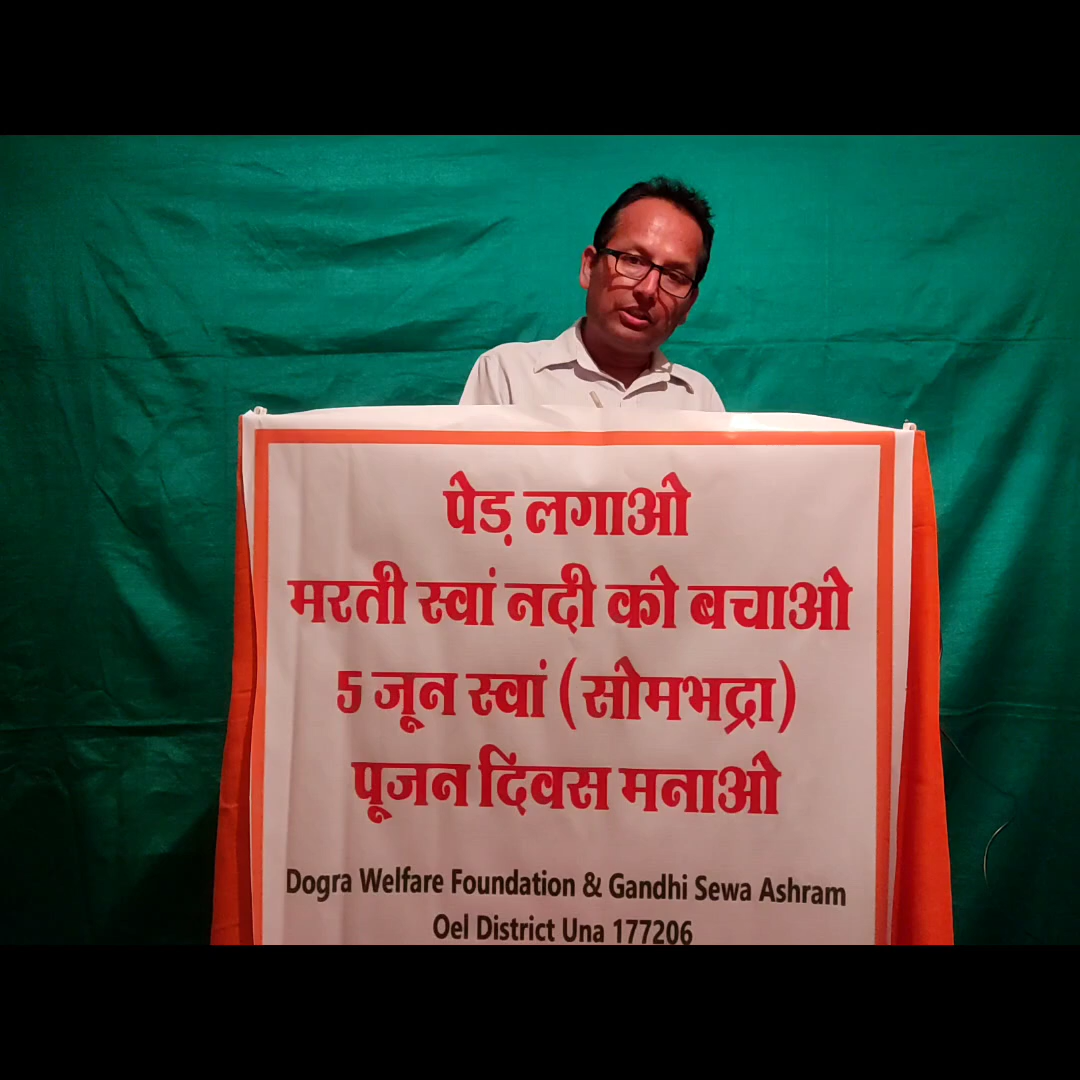 पेड़ लगाओ
मरती स्वां नदी को बचाओ
5 जून स्वां (सोमभद्रा)
पूजन दिवस मनाओ
Dogra Welfare Foundation & Gandhi Sewa Ashram
Oel District Una 177206